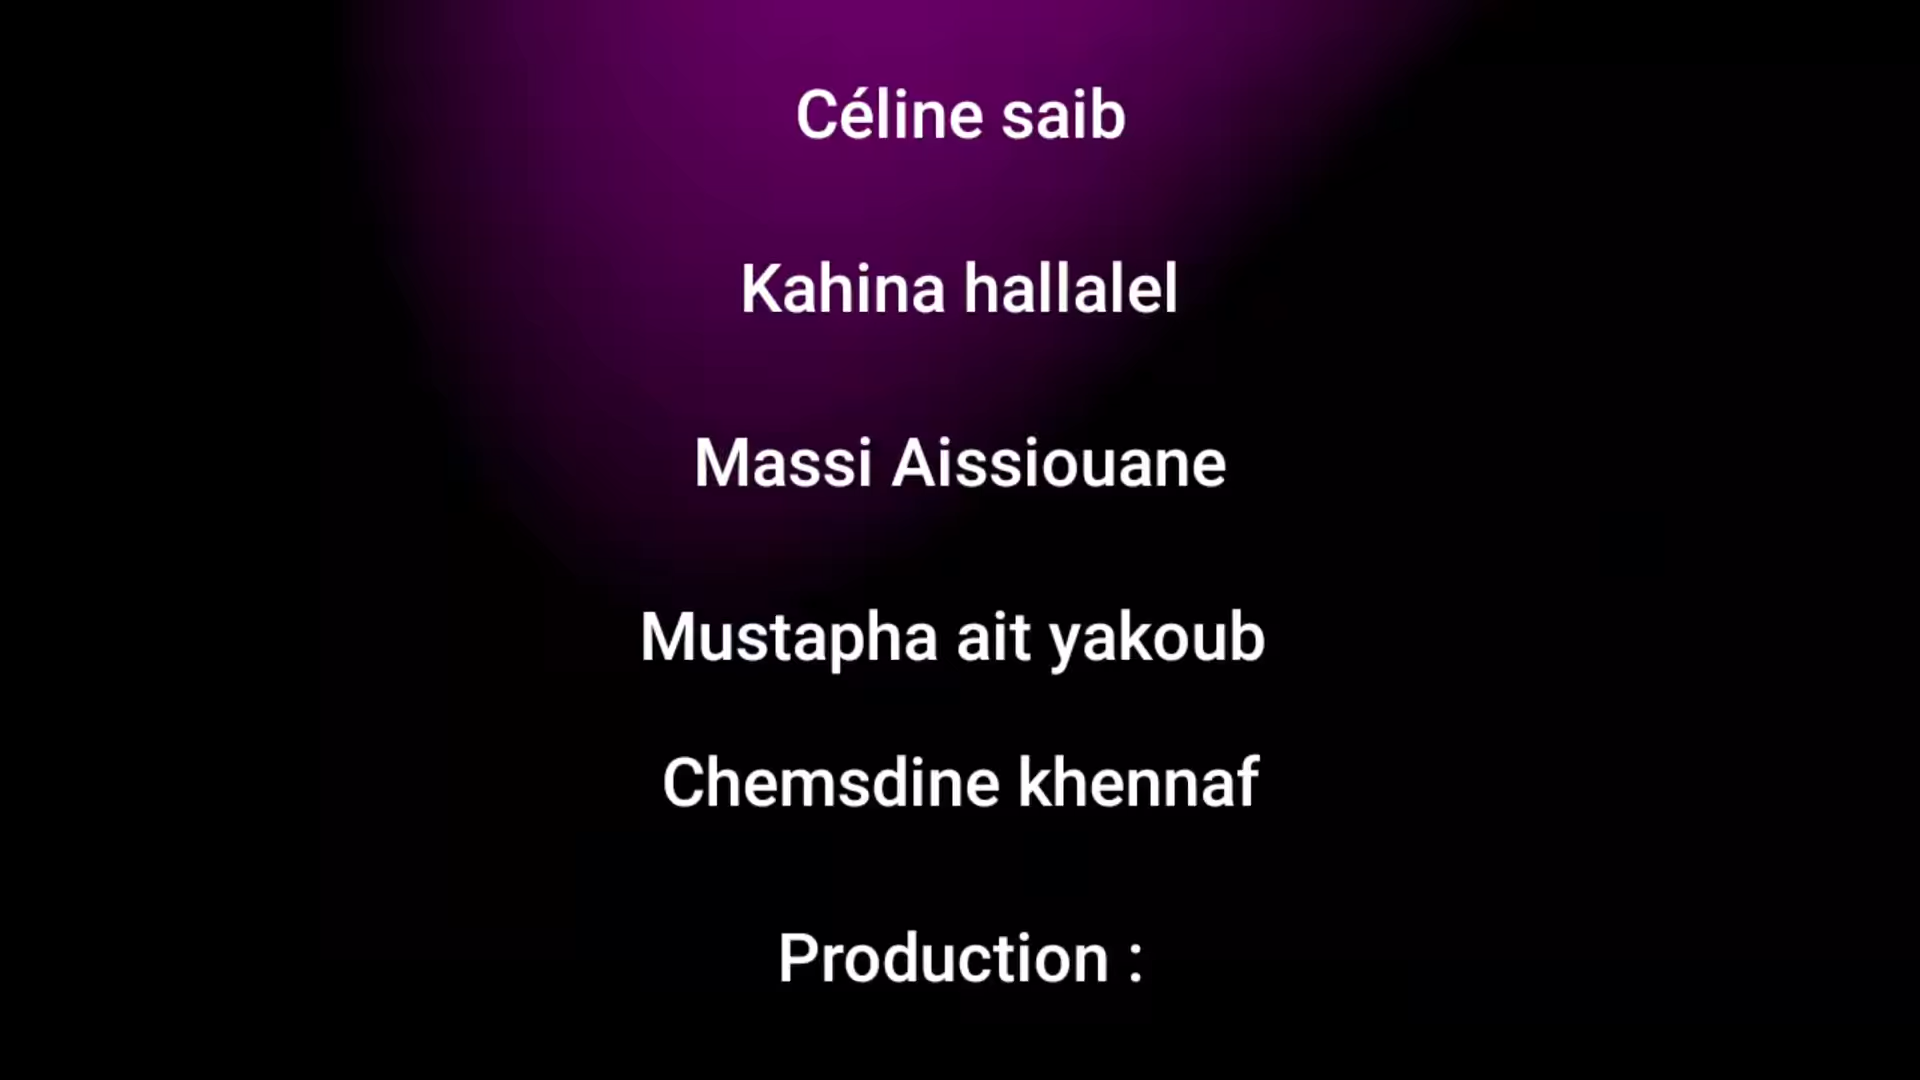 Céline saib
Kahina hallalel
Massi Aissiouane
Mustapha ait yakoub
Chemsdine khennaf
Production :